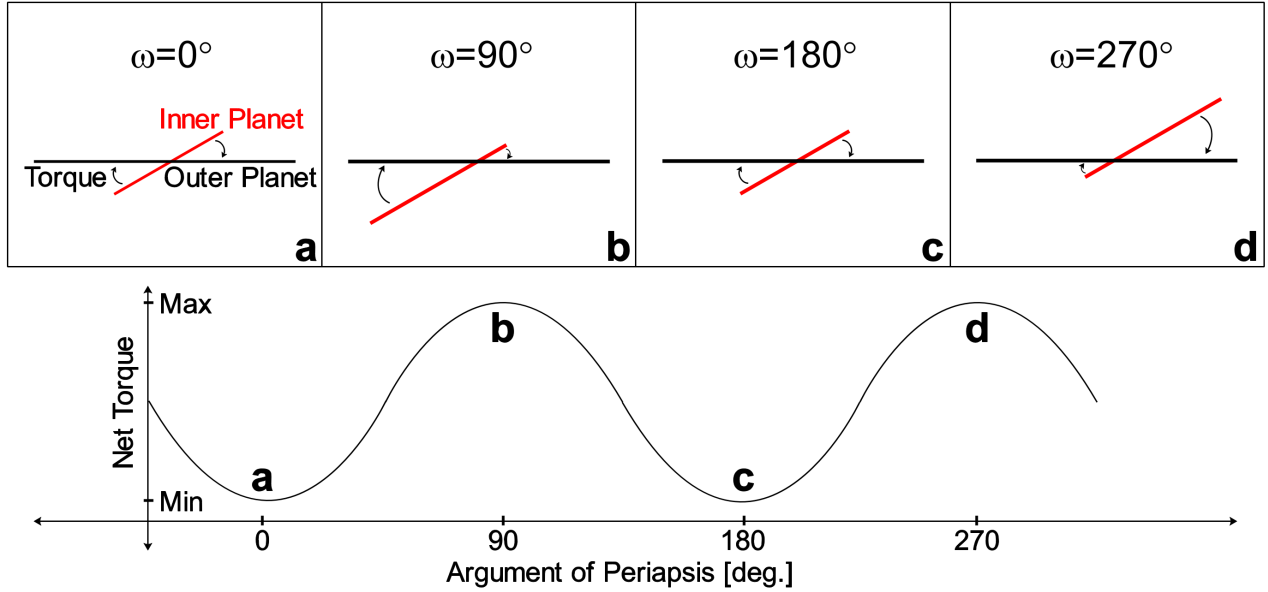 ω=0°
Inner Planet
Torque
Outer Planet
a
ω=90°
b
ω=180°
c
ω=270°
d
Net Torque
Max
Min
a
b
c
d
0
90
180
270
Argument of Periapsis [deg.]